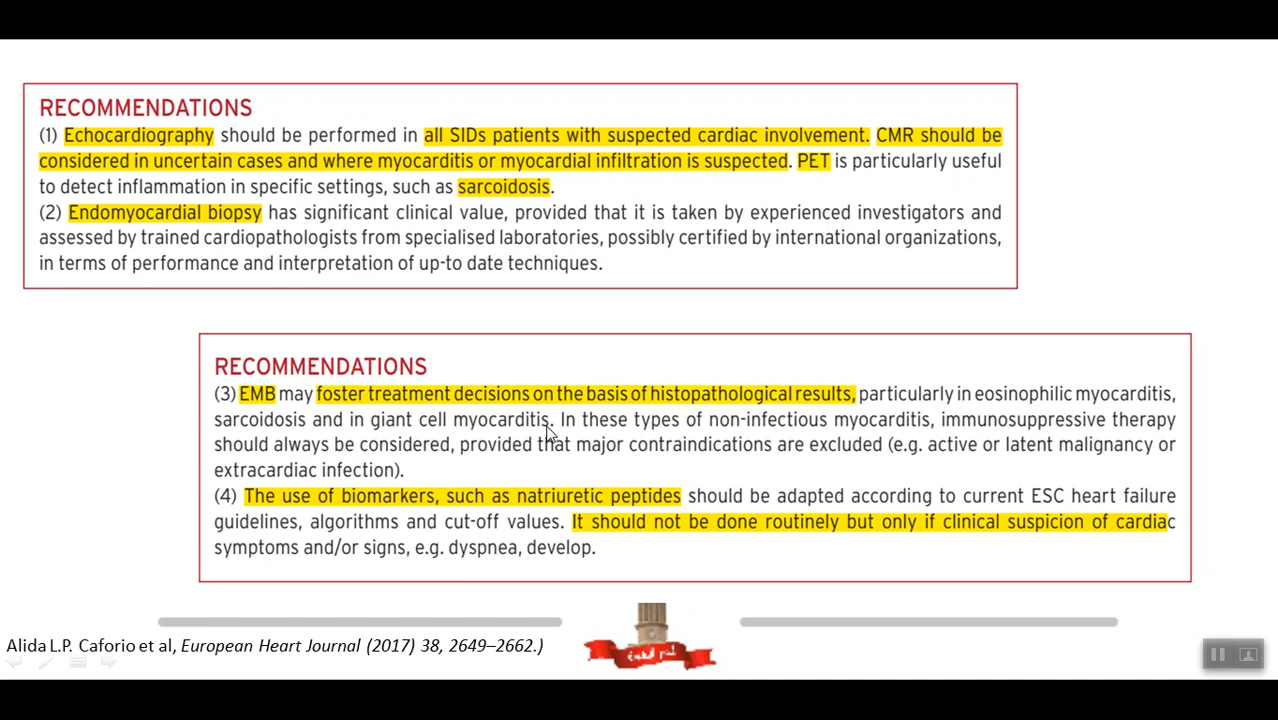 RECOMMENDATIONS
(1) Echocardiography should be performed in all SIDs patients with suspected cardiac involvement. CMR should be
considered in uncertain cases and where myocarditis or myocardial infiltration is suspected. PET is particularly useful
to detect inflammation in specific settings, such as sarcoidosis.
(2) Endomyocardial biopsy has significant clinical value, provided that it is taken by experienced investigators and
assessed by trained cardiopathologists from specialised laboratories, possibly certified by international organizations,
in terms of performance and interpretation of up-to date techniques.
RECOMMENDATIONS
(3) EMB may foster treatment decisions on the basis of histopathological results, particularly in eosinophilic myocarditis,
sarcoidosis and in giant cell myocarditis. In these types of non-infectious myocarditis, immunosuppressive therapy
should always be considered, provided that major contraindications are excluded (e.g. active or latent malignancy or
extracardiac infection).
(4) The use of biomarkers, such as natriuretic peptides should be adapted according to current ESC heart failure
guidelines, algorithms and cut-off values. It should not be done routinely but only if clinical suspicion of cardiac
symptoms and/or signs, e.g. dyspnea, develop.
Alida L.P. Caforio et al, European Heart Journal (2017) 38, 2649–2662.)